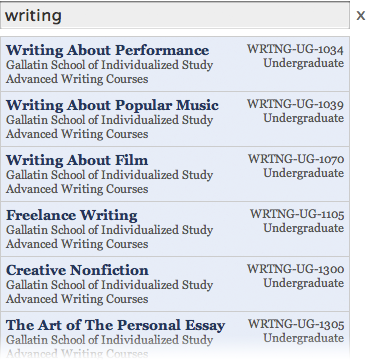 writing x
Writing About Performance WRTNG-UG-1034
Gallatin School of Individualized Study Undergraduate
Advanced Writing Courses
Writing About Popular Music WRTNG-UG-1039
Gallatin School of Individualized Study Undergraduate
Advanced Writing Courses
Writing About Film WRTNG-UG-1070
Gallatin School of Individualized Study Undergraduate
Advanced Writing Courses
Freelance Writing WRTNG-UG-1105
Gallatin School of Individualized Study Undergraduate
Advanced Writing Courses
Creative Nonfiction WRTNG-UG-1300
Gallatin School of Individualized Study Undergraduate
Advanced Writing Courses
The Art of The Personal Essay WRTNG-UG-1305
Gallatin School of Individualized Study Undergraduate
Advanced Writing Courses